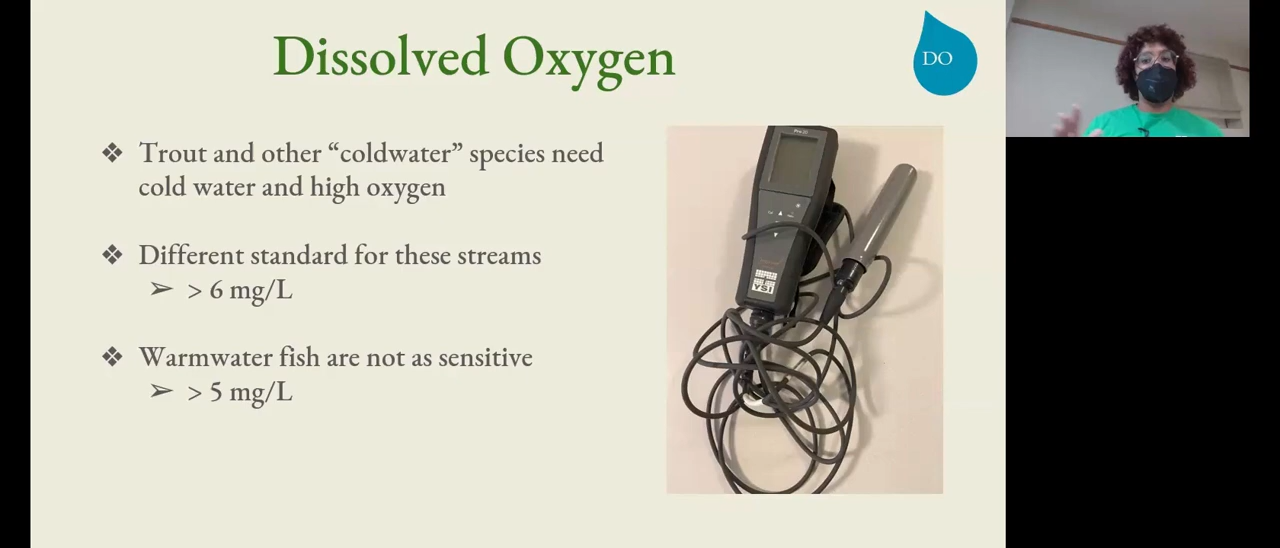 Dissolved Oxygen
DO
❖ Trout and other “coldwater” species need
cold water and high oxygen
❖ Different standard for these streams
➢ > 6 mg/L
❖ Warmwater fish are not as sensitive
➢ > 5 mg/L
YSI